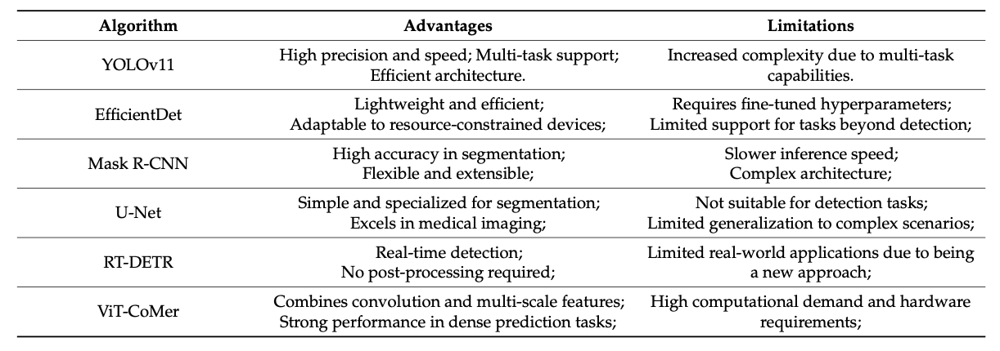 Algorithm Advantages Limitations
YOLOv11 High precision and speed; Multi-task support; Efficient architecture. Increased complexity due to multi-task capabilities.
EfficientDet Lightweight and efficient; Adaptable to resource-constrained devices; Requires fine-tuned hyperparameters; Limited support for tasks beyond detection;
Mask R-CNN High accuracy in segmentation; Flexible and extensible; Slower inference speed; Complex architecture;
U-Net Simple and specialized for segmentation; Excels in medical imaging; Not suitable for detection tasks; Limited generalization to complex scenarios;
RT-DETR Real-time detection; No post-processing required; Limited real-world applications due to being a new approach;
ViT-CoMer Combines convolution and multi-scale features; Strong performance in dense prediction tasks; High computational demand and hardware requirements;